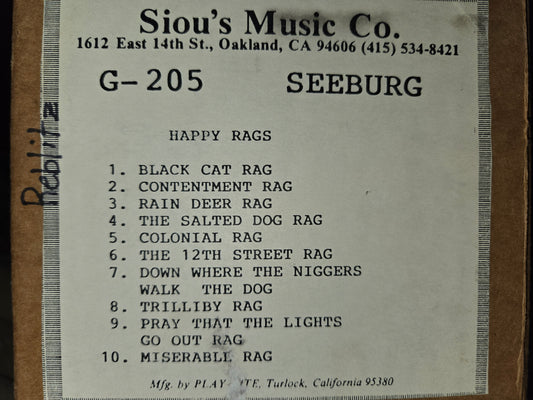 Siou's Music Co.
1612 East 14th St., Oakland, CA 94606 (415) 534-8421
G-205 SEEBURG
HAPPY RAGS
1. BLACK CAT RAG
2. CONTENTMENT RAG
3. RAIN DEER RAG
4. THE SALTED DOG RAG
5. COLONIAL RAG
6. THE 12TH STREET RAG
7. DOWN WHERE THE NIGGERS
WALK THE DOG
8. TRILLIBY RAG
9. PRAY THAT THE LIGHTS
GO OUT RAG
10. MISERABLE RAG
Mfg. by Turlock, California 95380
Reblitz